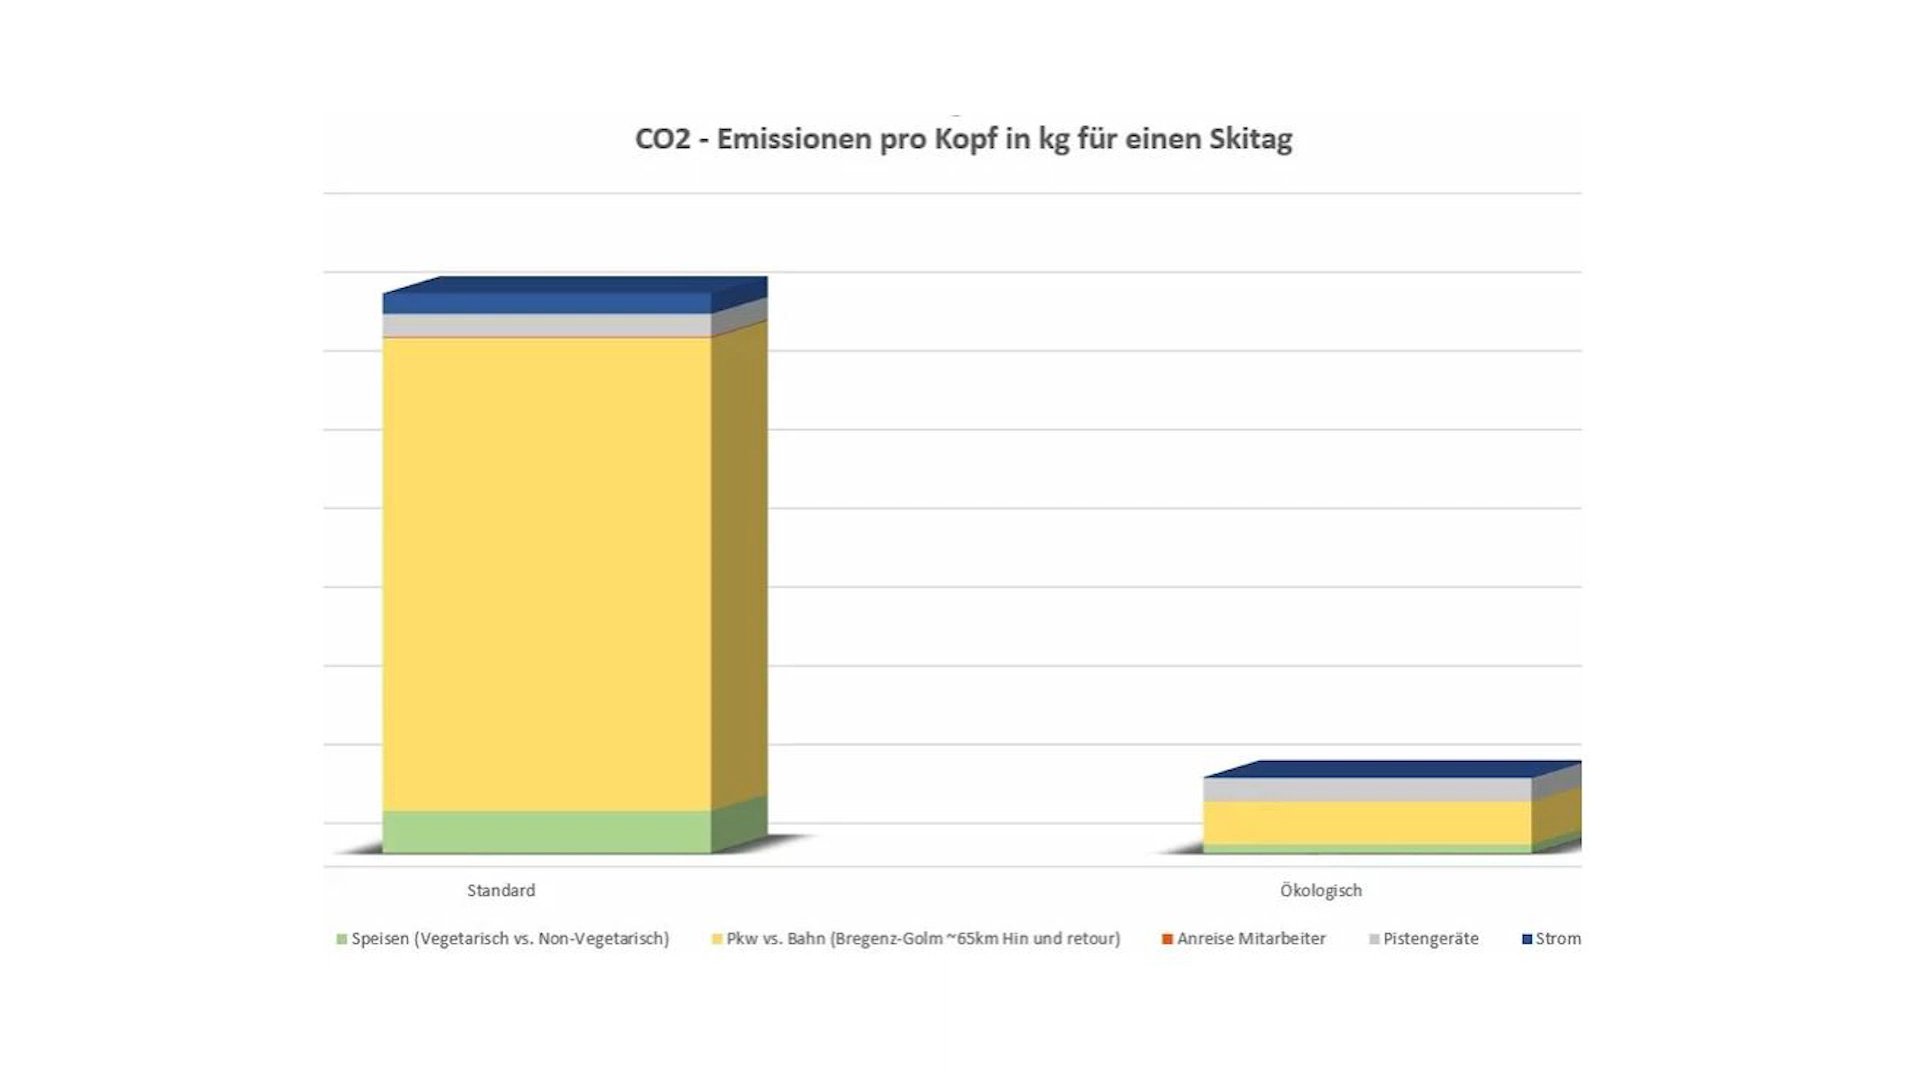 CO2 - Emissionen pro Kopf in kg für einen Skitag
Standard
Ökologisch
Speisen (Vegetarisch vs. Non-Vegetarisch)
Pkw vs. Bahn (Bregenz-Golm ~65km Hin und retour)
Anreise Mitarbeiter
Pistengeräte
Strom